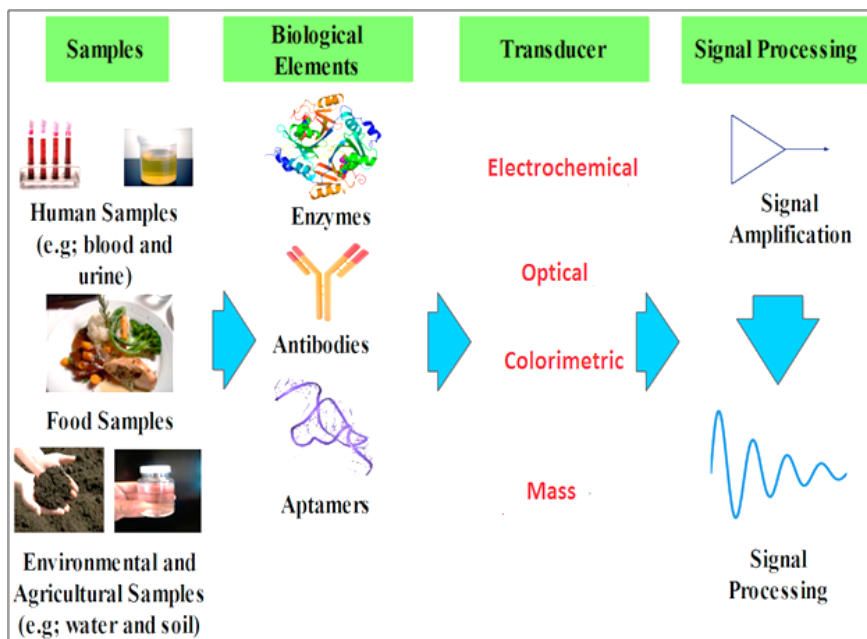 Samples
Biological
Elements
Transducer
Signal Processing
Human Samples
(e.g; blood and
urine)
Food Samples
Environmental and
Agricultural Samples
(e.g; water and soil)
Enzymes
Antibodies
Aptamers
Electrochemical
Optical
Colorimetric
Mass
Signal
Amplification
Signal
Processing